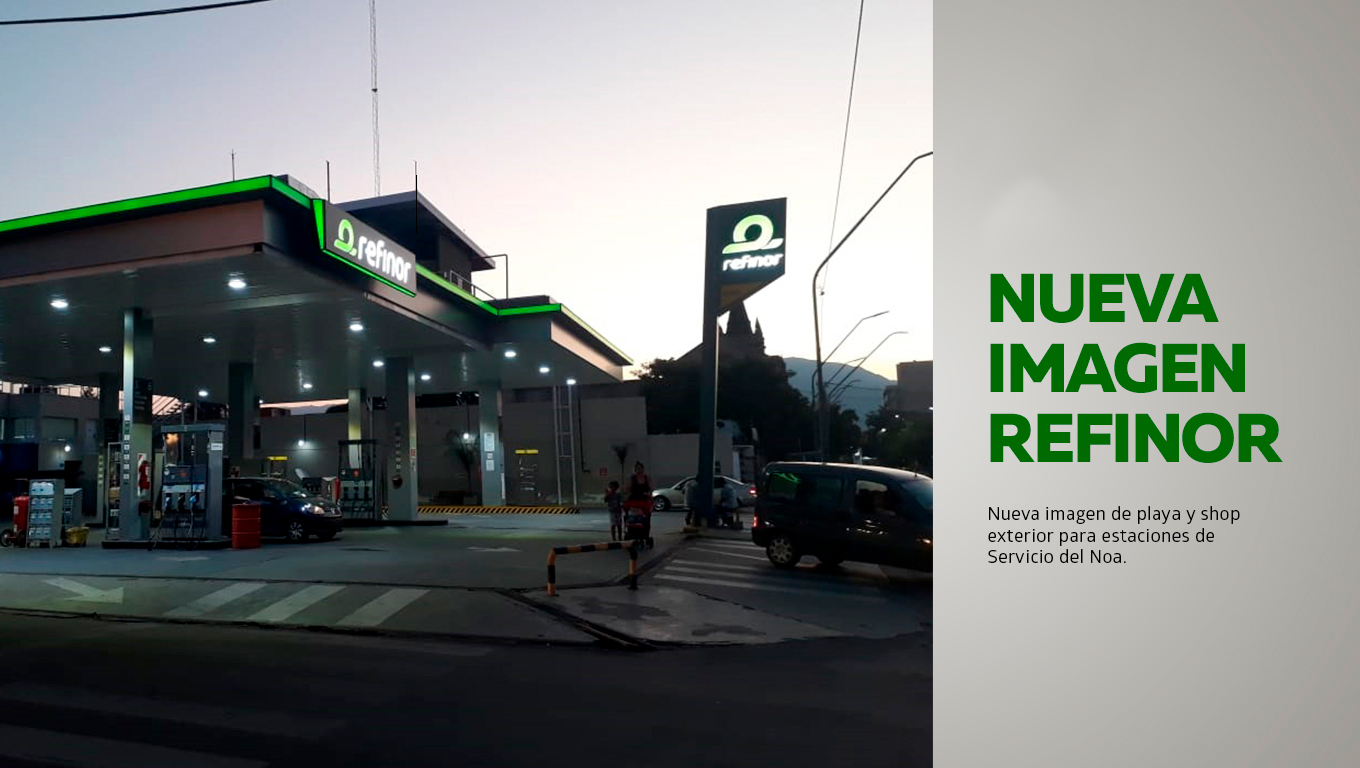 refinor
refinor
NUEVA
IMAGEN
REFINOR
Nueva imagen de playa y shop
exterior para estaciones de
Servicio del Noa.